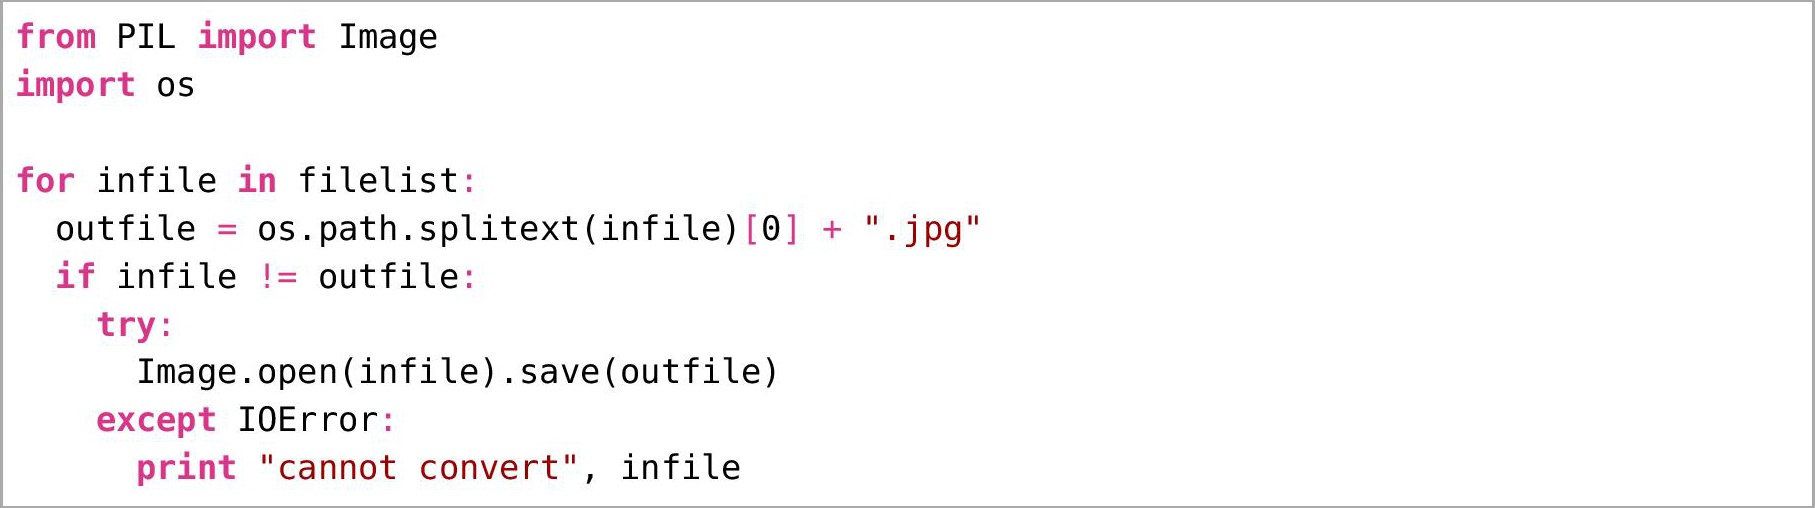 from PIL import Image
import os

for infile in filelist:
  outfile = os.path.splitext(infile)[0] + ".jpg"
  if infile != outfile:
    try:
      Image.open(infile).save(outfile)
    except IOError:
      print "cannot convert", infile